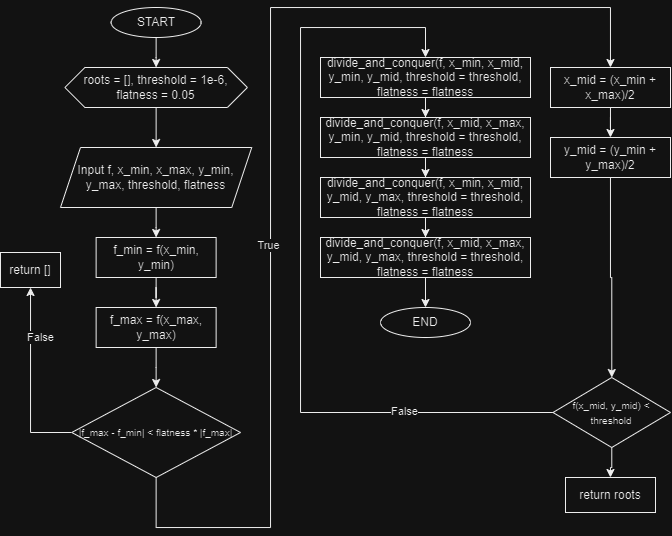 START
roots = [], threshold = 1e-6,
flatness = 0.05
Input f, x_min, x_max, y_min,
y_max, threshold, flatness
f_min = f(x_min,
y_min)
return []
f_max = f(x_max,
y_max)
False
|f_max - f_min| < flatness * |f_max|
True
divide_and_conquer(f, x_min, x_mid,
y_min, y_mid, threshold = threshold,
flatness = flatness
divide_and_conquer(f, x_mid, x_max,
y_min, y_mid, threshold = threshold,
flatness = flatness
divide_and_conquer(f, x_min, x_mid,
y_mid, y_max, threshold = threshold,
flatness = flatness
divide_and_conquer(f, x_mid, x_max,
y_mid, y_max, threshold = threshold,
flatness = flatness
END
x_mid = (x_min +
x_max)/2
y_mid = (y_min +
y_max)/2
False
f(x_mid, y_mid) <
threshold
return roots